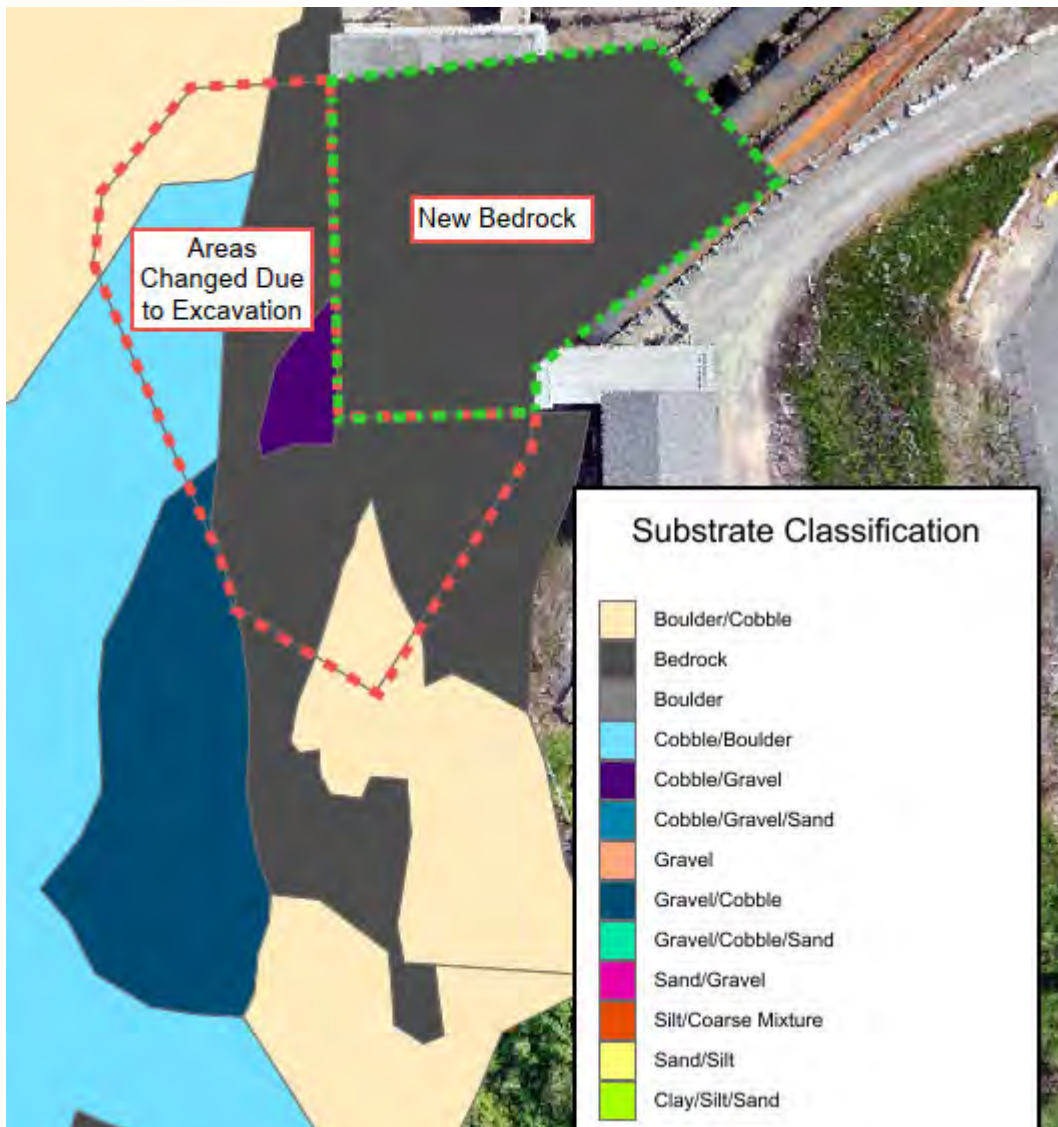 New Bedrock
Areas
Changed Due
to Excavation
Substrate Classification
Boulder/Cobble
Bedrock
Boulder
Cobble/Boulder
Cobble/Gravel
Cobble/Gravel/Sand
Gravel
Gravel/Cobble
Gravel/Cobble/Sand
Sand/Gravel
Silt/Coarse Mixture
Sand/Silt
Clay/Silt/Sand